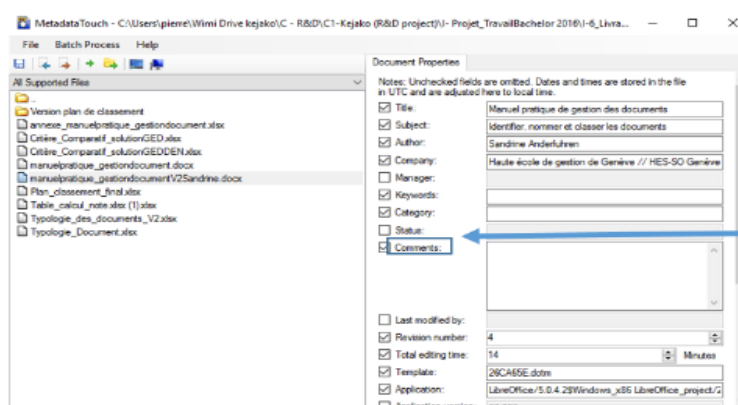 MetadataTouch - C:\Users\pierre\Wimi Drive kejako\C - R&D\C1-Kejako (R&D project)\I- Projet_TravailBachelor 2016\I-6_Livra...
File Batch Process Help
All Supported Files
..
Version plan de classement
annexe_manuelpratique_gestiondocument.xlsx
Critère_Comparatif_solutionGED.xlsx
Critère_Comparatif_solutionGEDDEN.xlsx
manuelpratique_gestiondocument.docx
manuelpratique_gestiondocumentV2Sandrine.docx
Plan_classement_final.xlsx
Table_calcul_note.xlsx (1).xlsx
Typologie_des_documents_V2.xlsx
Typologie_Document.xlsx
Document Properties
Notes: Unchecked fields are omitted. Dates and times are stored in the file
in UTC and are adjusted here to local time.
Title: Manuel pratique de gestion des documents
Subject: Identifier, nommer et classer les documents
Author: Sandrine Anderfuhren
Company: Haute école de gestion de Genève // HES-SO Genève
Manager:
Keywords:
Category:
Status:
Comments:
Last modified by:
Revision number: 4
Total editing time: 14 Minutes
Template: 26CA65E.dotm
Application: LibreOffice/5.0.4.2$Windows_x86 LibreOffice_project/2